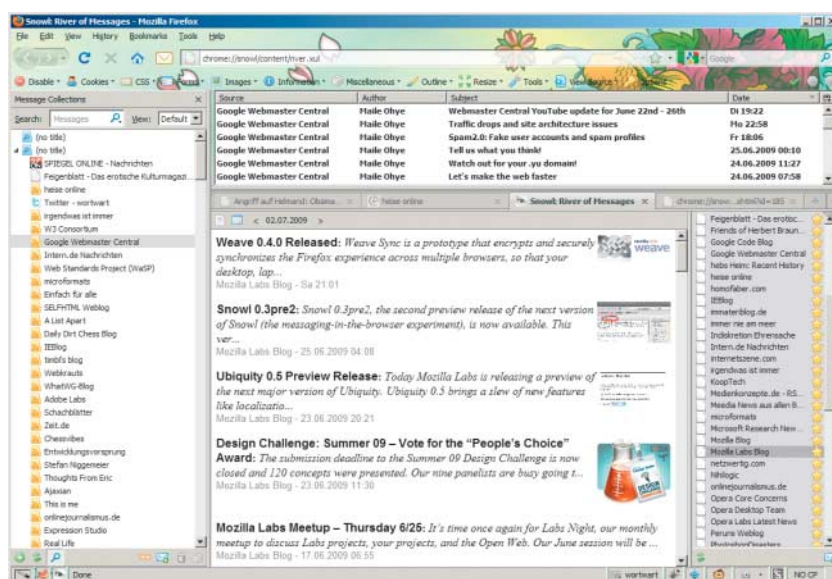 Snowl: River of Messages - Mozilla Firefox
File Edit View History Bookmarks Tools Help
chrome://snowl/content/river.xul
Google
Disable Cookies CSS Forms Images Information Miscellaneous Outline Resize Tools View Source Options
Message Collections
Search: Messages View: Default
(no title)
(no title)
SPIEGEL ONLINE - Nachrichten
Feigenblatt - Das erotische Kulturmagazi...
heise online
Twitter - wortwart
irgendwas ist immer
W3 Consortium
Google Webmaster Central
Intern.de Nachrichten
Web Standards Project (WaSP)
microformats
Einfach für alle
SELFHTML Weblog
A List Apart
Daily Dirt Chess Blog
IEBlog
timbl's blog
Webkrauts
WhatWG-Blog
Adobe Labs
Schachblätter
Zeit.de
Chessvibes
Entwicklungsvorsprung
Stefan Niggemeier
Thoughts From Eric
Ajaxian
This is me
onlinejournalismus.de
Expression Studio
Real Life
Source Author Subject Date
Google Webmaster Central Maile Ohye Webmaster Central YouTube update for June 22nd - 26th Di 19:22
Google Webmaster Central Maile Ohye Traffic drops and site architecture issues Mo 22:58
Google Webmaster Central Maile Ohye Spam2.0: Fake user accounts and spam profiles Fr 18:06
Google Webmaster Central Maile Ohye Tell us what you think! 25.06.2009 00:10
Google Webmaster Central Maile Ohye Watch out for your .yu domain! 24.06.2009 11:27
Google Webmaster Central Maile Ohye Let's make the web faster 24.06.2009 07:58
Angriff auf Helmand: Obama... heise online Snowl: River of Messages chrome://snow...xhtml?id=185
< 02.07.2009 >
Weave 0.4.0 Released: Weave Sync is a prototype that encrypts and securely
synchronizes the Firefox experience across multiple browsers, so that your
desktop, lap...
Mozilla Labs Blog - Sa 21:01
weave
Snowl 0.3pre2: Snowl 0.3pre2, the second preview release of the next version
of Snowl (the messaging-in-the-browser experiment), is now available. This
ver...
Mozilla Labs Blog - 25.06.2009 04:08
Ubiquity 0.5 Preview Release: Today Mozilla Labs is releasing a preview of
the next major version of Ubiquity. Ubiquity 0.5 brings a slew of new features
like localizatio...
Mozilla Labs Blog - 23.06.2009 20:21
Design Challenge: Summer 09 – Vote for the “People’s Choice”
Award: The submission deadline to the Summer 09 Design Challenge is now
closed and 120 concepts were presented. Our nine panelists are busy going t...
Mozilla Labs Blog - 23.06.2009 11:30
DESIGN
Mozilla Labs Meetup – Thursday 6/25: It’s time once again for Labs Night, our monthly
meetup to discuss Labs projects, your projects, and the Open Web. Our June session will be ...
Mozilla Labs Blog - 17.06.2009 06:55
Feigenblatt - Das erotisc...
Friends of Herbert Braun...
Google Code Blog
Google Webmaster Central
hebs Heim: Recent History
heise online
homofaber.com
IEBlog
immateriblog.de
immer nie am meer
Indiskretion Ehrensache
Intern.de Nachrichten
internetszene.com
irgendwas ist immer
KoopTech
Medienkonzepte.de - RS...
Meedia News aus allen B...
microformats
Microsoft Research New...
Mozilla Blog
Mozilla Labs Blog
netzwertig.com
Nihilogic
onlinejournalismus.de
Opera Core Concerns
Opera Desktop Team
Opera Labs Latest News
Peruns Weblog
PhotoshopDisasters
Done
wortwart
NO CP